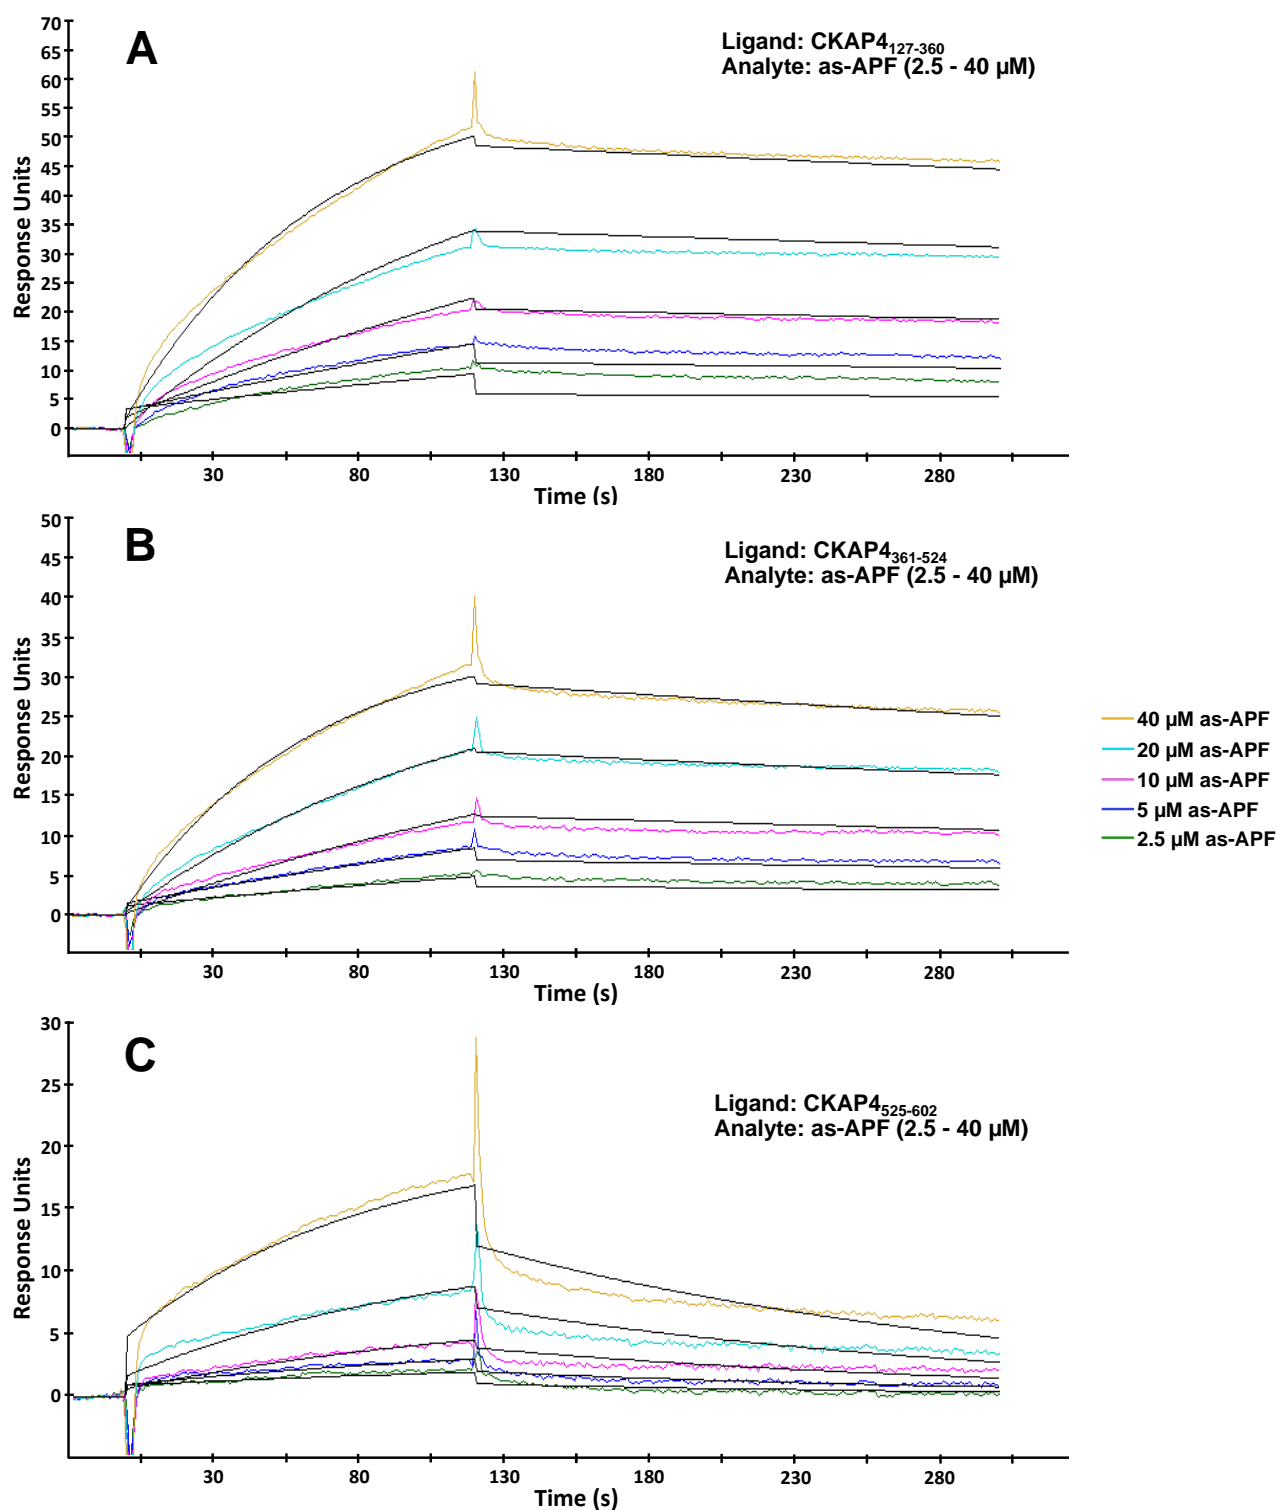 A
Ligand: CKAP4127-360
Analyte: as-APF (2.5 - 40 µM)
Response Units
70
65
60
55
50
45
40
35
30
25
20
15
10
5
0
30 80 130 180 230 280
Time (s)
B
Ligand: CKAP4361-524
Analyte: as-APF (2.5 - 40 µM)
Response Units
50
45
40
35
30
25
20
15
10
5
0
30 80 130 180 230 280
Time (s)
40 µM as-APF
20 µM as-APF
10 µM as-APF
5 µM as-APF
2.5 µM as-APF
C
Ligand: CKAP4525-602
Analyte: as-APF (2.5 - 40 µM)
Response Units
30
25
20
15
10
5
0
30 80 130 180 230 280
Time (s)